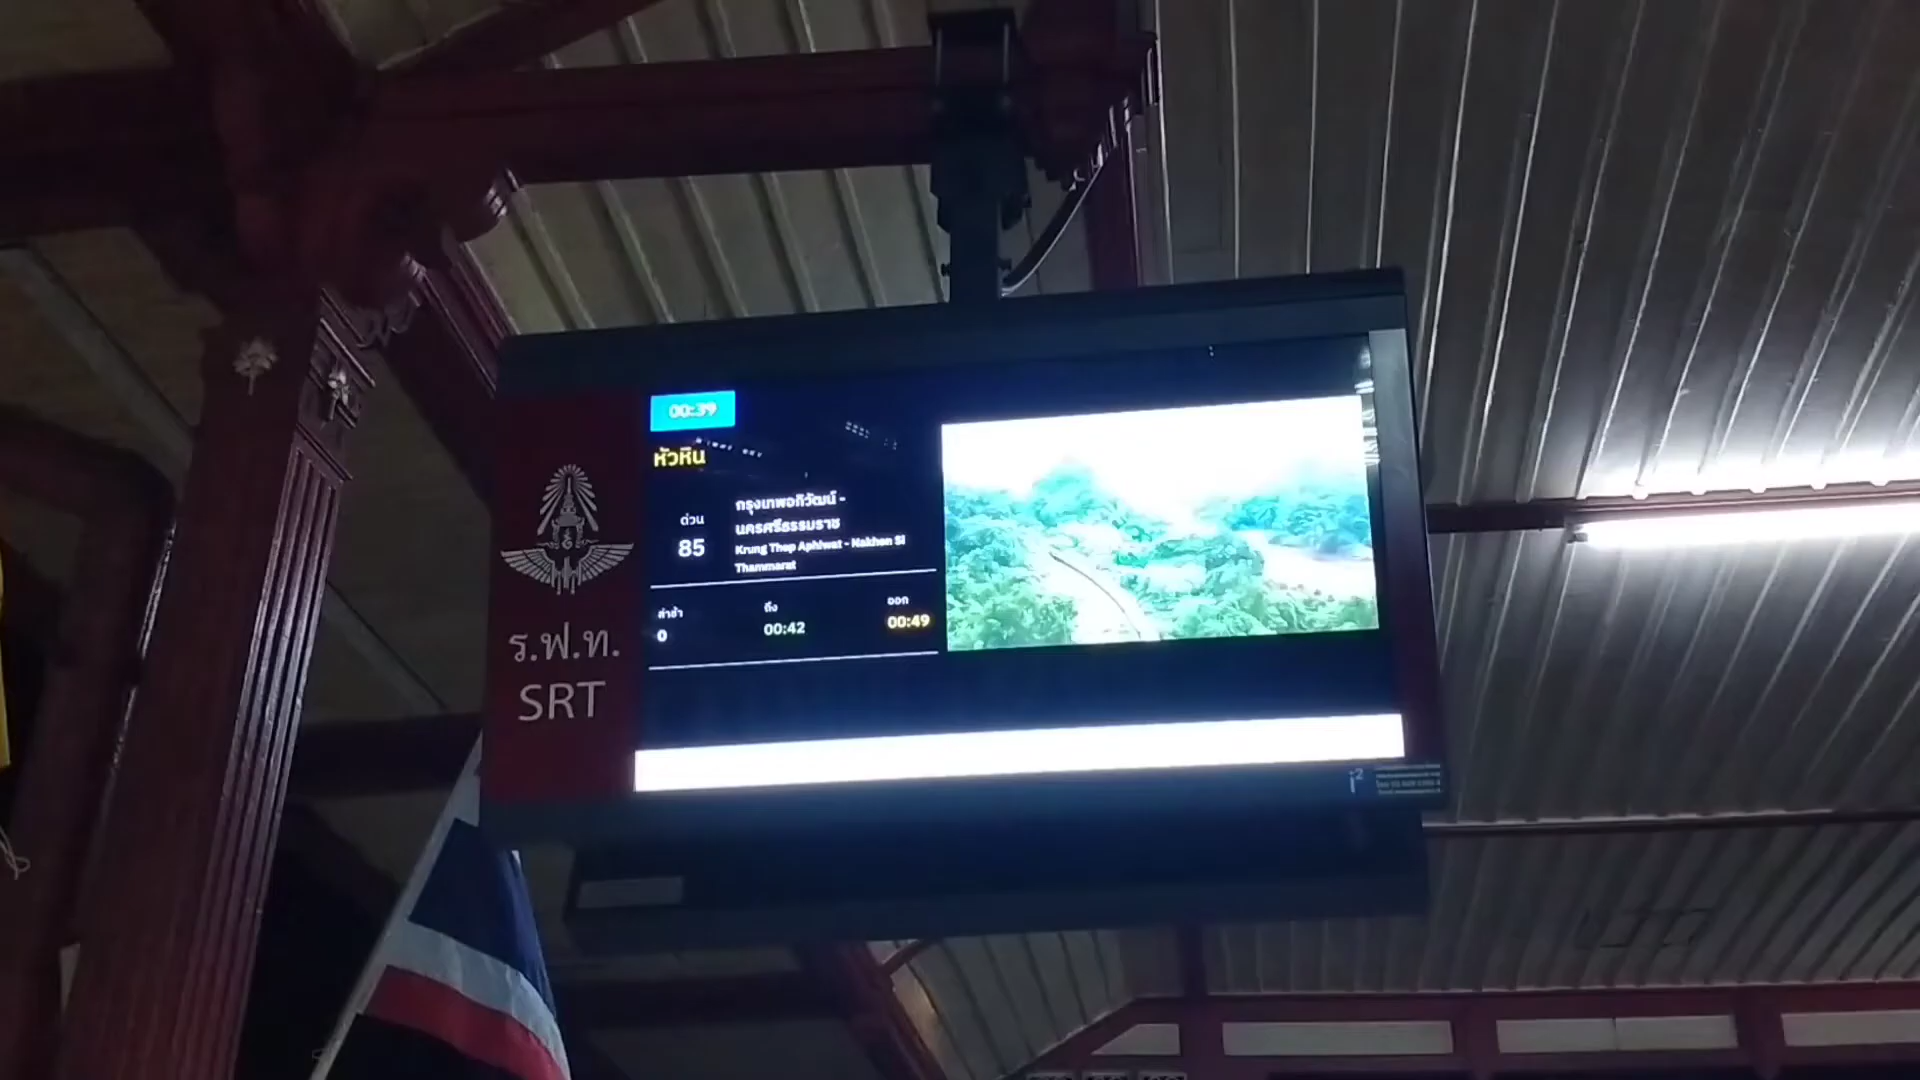 00:39
หัวหิน
ด่วน
85
กรุงเทพอภิวัฒน์ -
นครศรีธรรมราช
Krung Thep Aphiwat - Nakhon Si
Thammarat
ล่าช้า
0
ถึง
00:42
ออก
00:49
ร.ฟ.ท.
SRT
i²